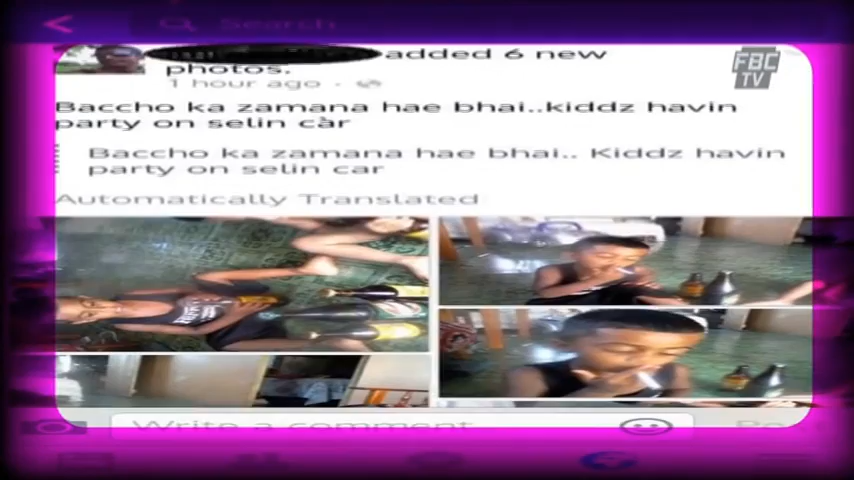 Search
added 6 new
photos.
FBC
TV
1 hour ago ·
Baccho ka zamana hae bhai..kiddz havin
party on selin càr
Baccho ka zamana hae bhai.. Kiddz havin
party on selin car
Automatically Translated
Write a comment